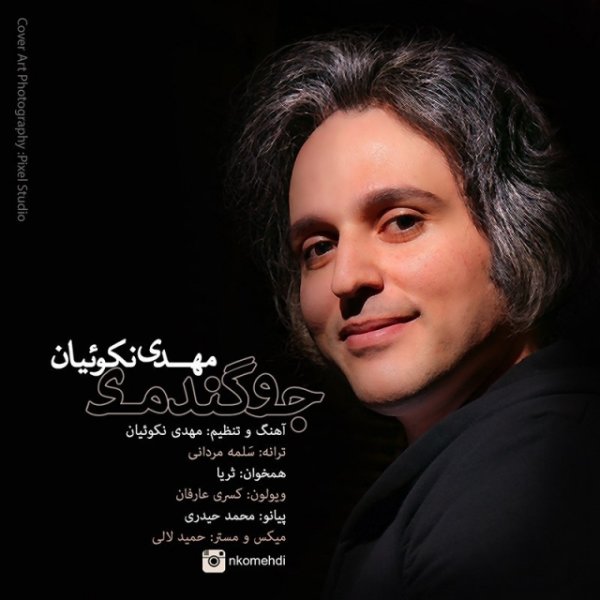 Cover Art Photography :Pixel Studio
مهدی نکوئیان
جو گندمی
آهنگ و تنظیم: مهدی نکوئیان
ترانه: سَلمه مردانی
همخوان: ثریا
ویولون: کسری عارفان
پیانو: محمد حیدری
میکس و مستر: حمید لالی
nkomehdi